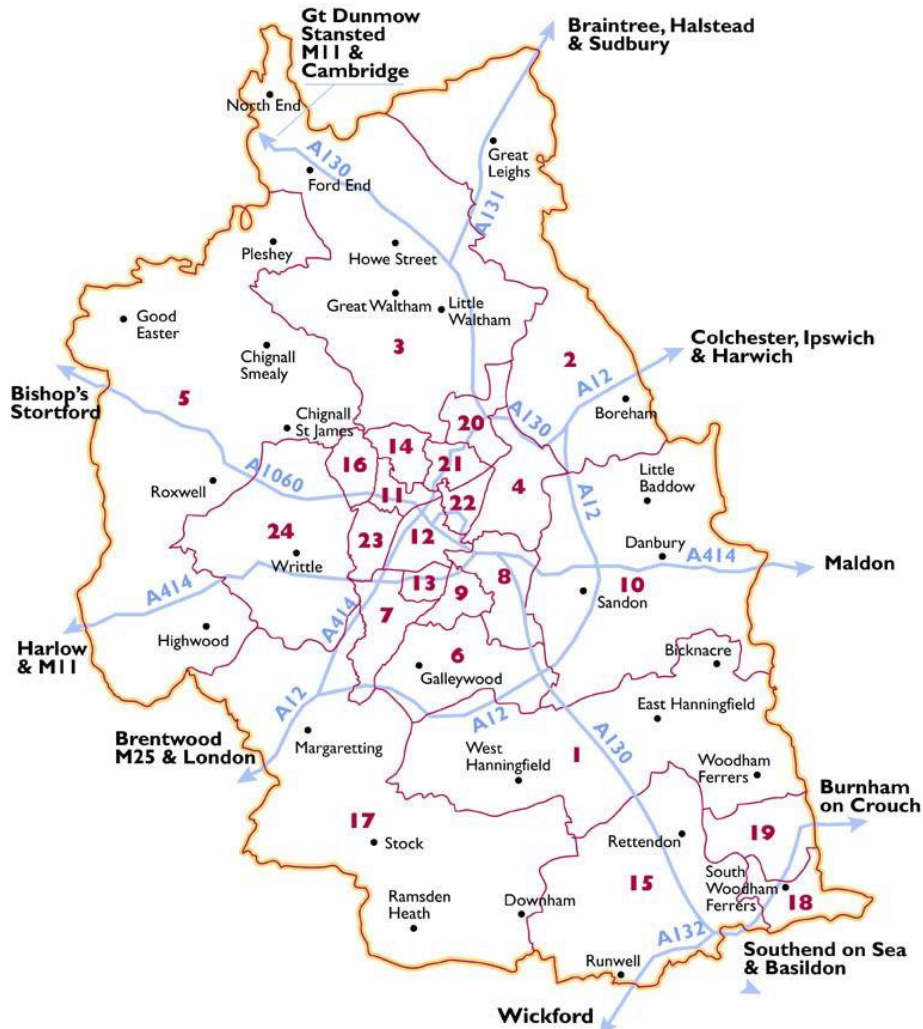 Gt Dunmow
Stansted
M11 &
Cambridge
Braintree, Halstead
& Sudbury
North End
A130
Ford End
Great
Leighs
A131
Pleshey
Howe Street
Great Waltham
Little
Waltham
Good
Easter
3
Colchester, Ipswich
& Harwich
Chignall
Smealy
2
A12
Bishop's
Stortford
5
Boreham
Chignall
St James
20
A130
14
16
21
A1060
Roxwell
11
22
4
Little
Baddow
A12
24
23
12
Writtle
Danbury
A414
Maldon
A414
13
8
10
9
Sandon
7
A414
Harlow
& M11
Highwood
6
Galleywood
Bicknacre
A12
A12
East Hanningfield
Brentwood
M25 & London
Margaretting
A130
West
Hanningfield
1
Woodham
Ferrers
Burnham
on Crouch
17
Stock
Rettendon
19
15
South
Woodham
Ferrers
18
Ramsden
Heath
Downham
A132
Southend on Sea
& Basildon
Runwell
Wickford